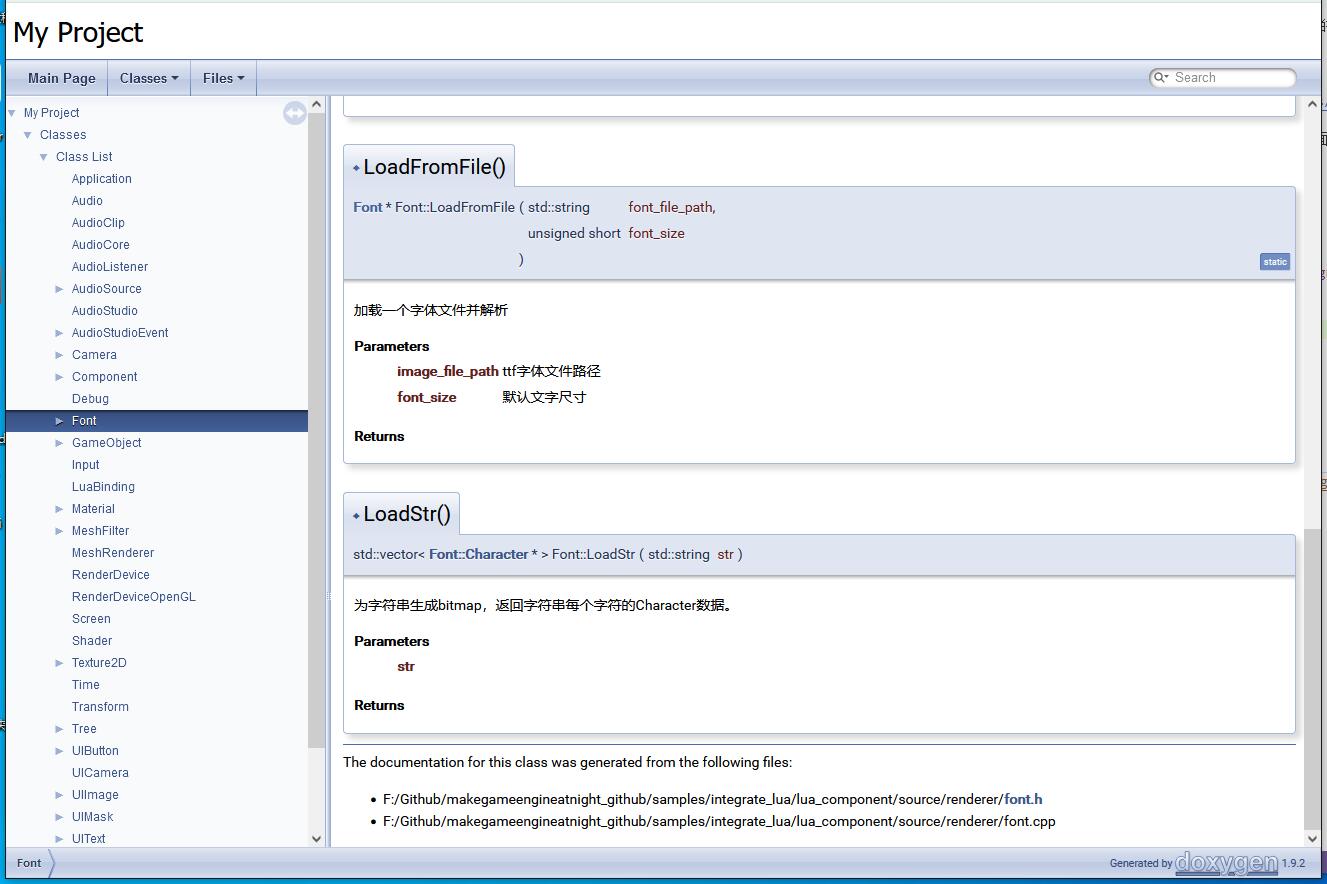 My Project
Main Page Classes Files Search
My Project
Classes
Class List
Application
Audio
AudioClip
AudioCore
AudioListener
AudioSource
AudioStudio
AudioStudioEvent
Camera
Component
Debug
Font
GameObject
Input
LuaBinding
Material
MeshFilter
MeshRenderer
RenderDevice
RenderDeviceOpenGL
Screen
Shader
Texture2D
Time
Transform
Tree
UIButton
UICamera
UIImage
UIMask
UIText
◆ LoadFromFile()
Font * Font::LoadFromFile ( std::string font_file_path,
unsigned short font_size
)
static
加载一个字体文件并解析
Parameters
image_file_path ttf字体文件路径
font_size 默认文字尺寸
Returns
◆ LoadStr()
std::vector< Font::Character * > Font::LoadStr ( std::string str )
为字符串生成bitmap，返回字符串每个字符的Character数据。
Parameters
str
Returns
The documentation for this class was generated from the following files:
• F:/Github/makegameengineatnight_github/samples/integrate_lua/lua_component/source/renderer/font.h
• F:/Github/makegameengineatnight_github/samples/integrate_lua/lua_component/source/renderer/font.cpp
Font
Generated by doxygen 1.9.2